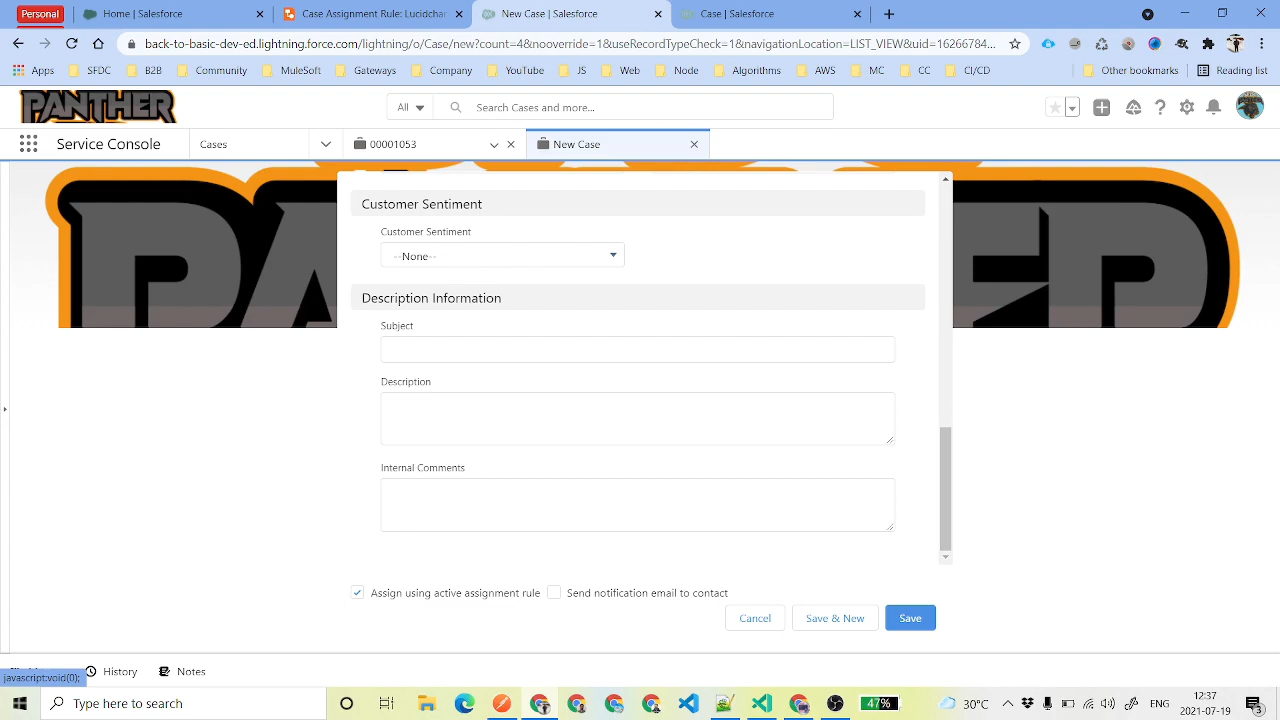 Personal
Home | Salesforce
Case Assignment Rule: Lucidchar
New Case | Salesforce
Cases | Salesforce
back-to-basic-dev-ed.lightning.force.com/lightning/o/Case/new?count=4&nooverride=1&useRecordTypeCheck=1&navigationLocation=LIST_VIEW&uid=16266784...
Apps
SFDC
B2B
Community
MuleSoft
Gateways
Company
YouTube
JS
Web
Node
Algorithms
AWS
MC
CC
CI/CD
Other bookmarks
Reading list
PANTHER
All
Search Cases and more...
Service Console
Cases
00001053
New Case
Customer Sentiment
Customer Sentiment
--None--
Description Information
Subject
Description
Internal Comments
Assign using active assignment rule
Send notification email to contact
Cancel
Save & New
Save
History
Notes
javascript:void(0);
Type here to search
47%
30°C
ENG
12:37
2021-07-19
2